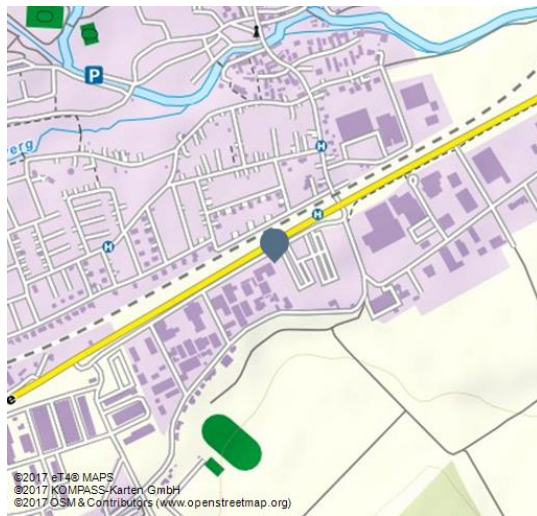 P
erg
H
H
H
e
©2017 eT4® MAPS
©2017 KOMPASS-Karten GmbH
©2017 OSM & Contributors (www.openstreetmap.org)